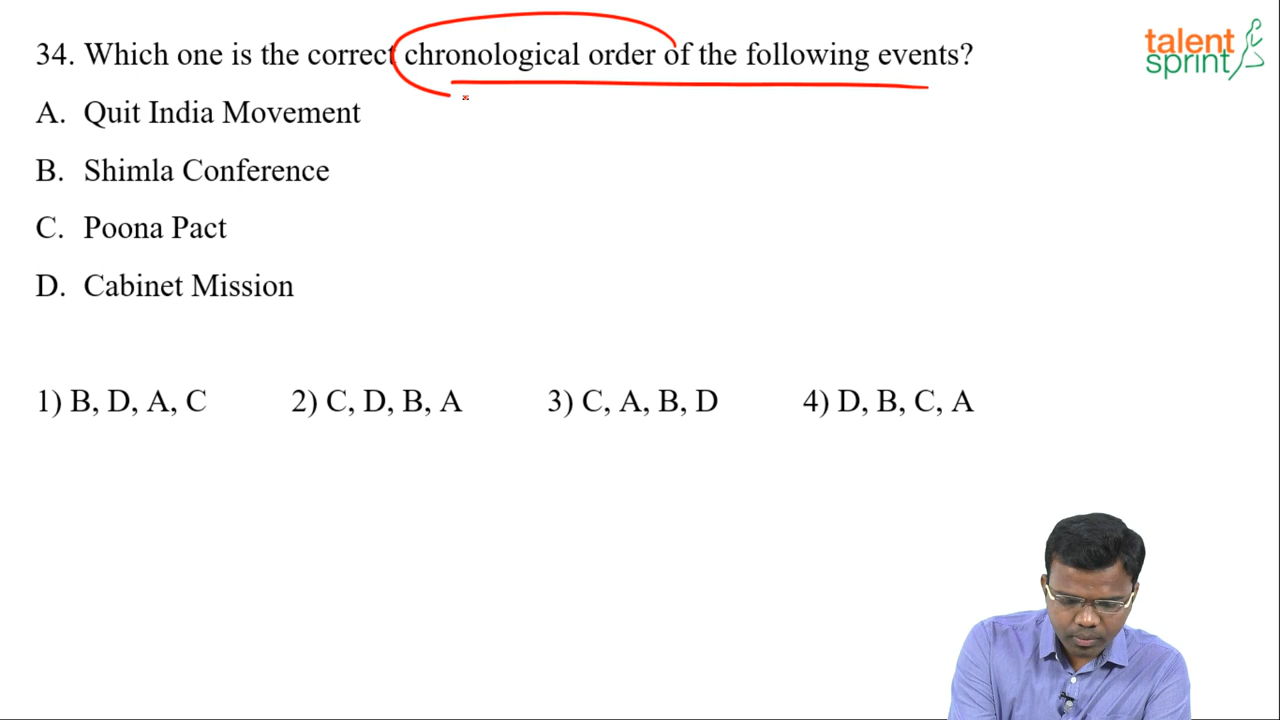 34. Which one is the correct chronological order of the following events?
talent
sprint
A. Quit India Movement
B. Shimla Conference
C. Poona Pact
D. Cabinet Mission
1) B, D, A, C 2) C, D, B, A 3) C, A, B, D 4) D, B, C, A